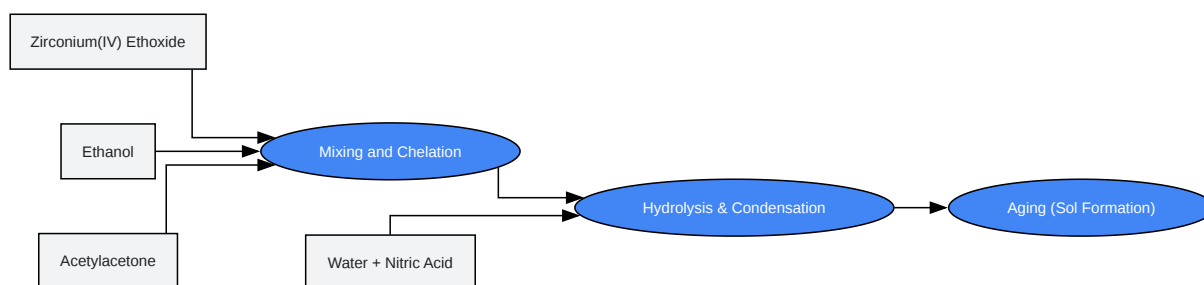 Zirconium(IV) Ethoxide
Ethanol
Mixing and Chelation
Acetylacetone
Water + Nitric Acid
Hydrolysis & Condensation
Aging (Sol Formation)